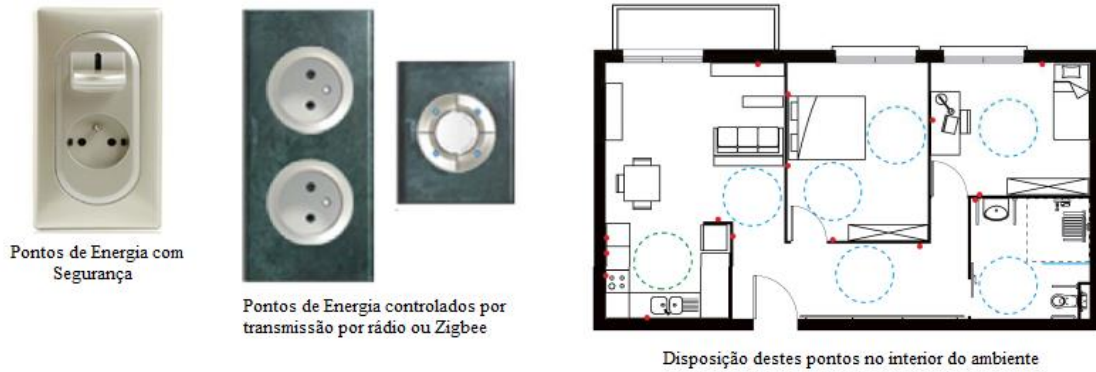 Pontos de Energia com
Segurança
Pontos de Energia controlados por
transmissão por rádio ou Zigbee
Disposição destes pontos no interior do ambiente